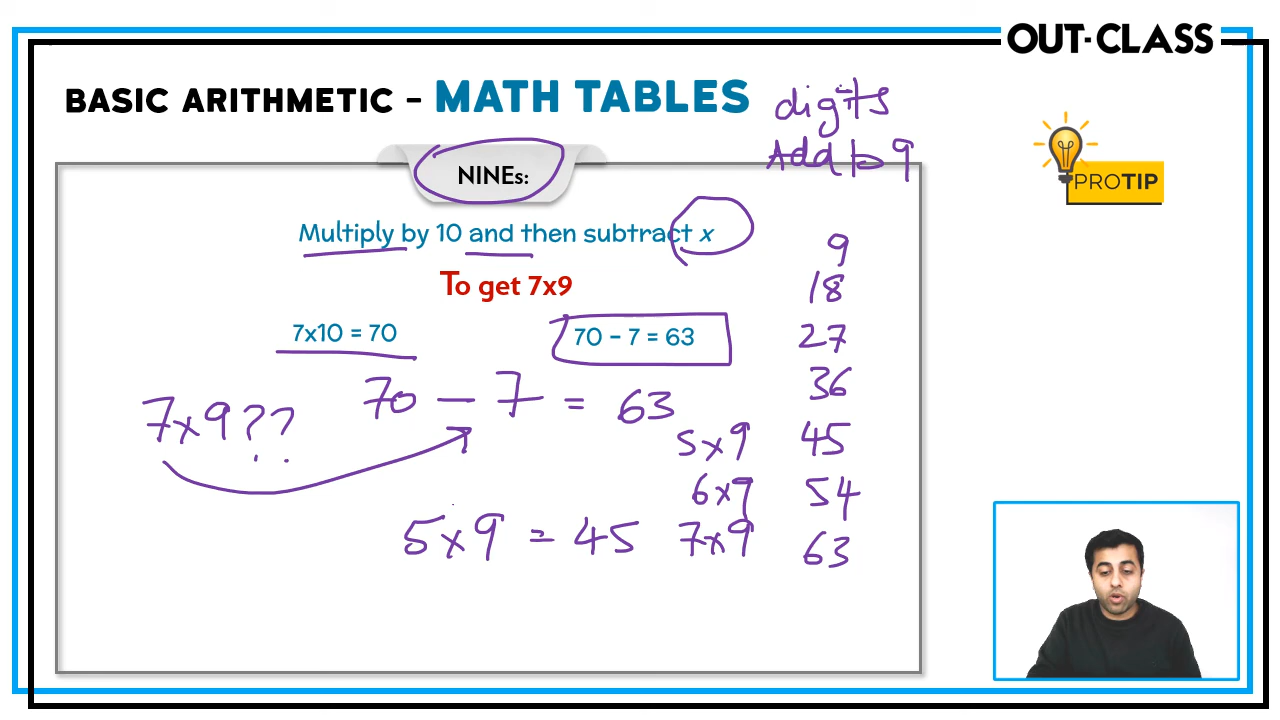 OUT-CLASS
BASIC ARITHMETIC - MATH TABLES
digits
Add to 9
PROTIP
NINEs:
Multiply by 10 and then subtract x
To get 7x9
7x10 = 70
70 - 7 = 63
7x9??
70 - 7 = 63
5x9 = 45
9
18
27
36
5x9 45
6x9 54
7x9 63